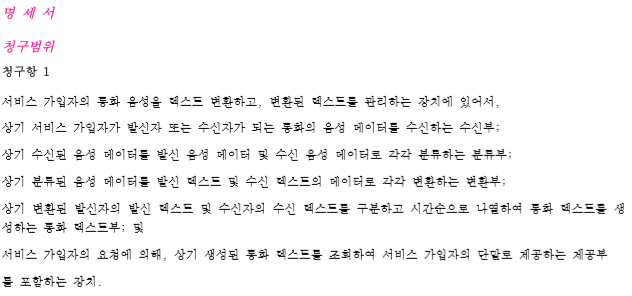 명 세 서
청구범위
청구항 1
서비스 가입자의 통화 음성을 텍스트 변환하고, 변환된 텍스트를 관리하는 장치에 있어서,
상기 서비스 가입자가 발신자 또는 수신자가 되는 통화의 음성 데이터를 수신하는 수신부;
상기 수신된 음성 데이터를 발신 음성 데이터 및 수신 음성 데이터로 각각 분류하는 분류부;
상기 분류된 음성 데이터를 발신 텍스트 및 수신 텍스트의 데이터로 각각 변환하는 변환부;
상기 변환된 발신자의 발신 텍스트 및 수신자의 수신 텍스트를 구분하고 시간순으로 나열하여 통화 텍스트를 생
성하는 통화 텍스트부; 및
서비스 가입자의 요청에 의해, 상기 생성된 통화 텍스트를 조회하여 서비스 가입자의 단말로 제공하는 제공부
를 포함하는 장치.